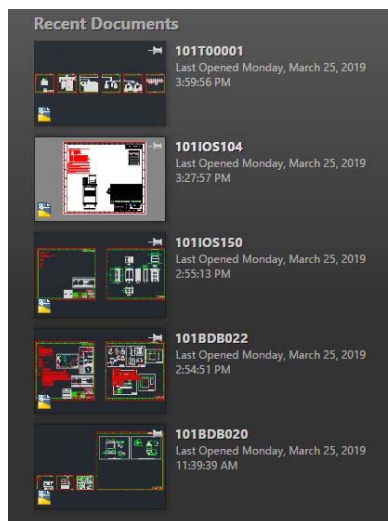 Recent Documents
101T00001
Last Opened Monday, March 25, 2019
3:59:56 PM
101IOS104
Last Opened Monday, March 25, 2019
3:27:57 PM
101IOS150
Last Opened Monday, March 25, 2019
2:55:13 PM
101BDB022
Last Opened Monday, March 25, 2019
2:54:51 PM
101BDB020
Last Opened Monday, March 25, 2019
11:39:39 AM